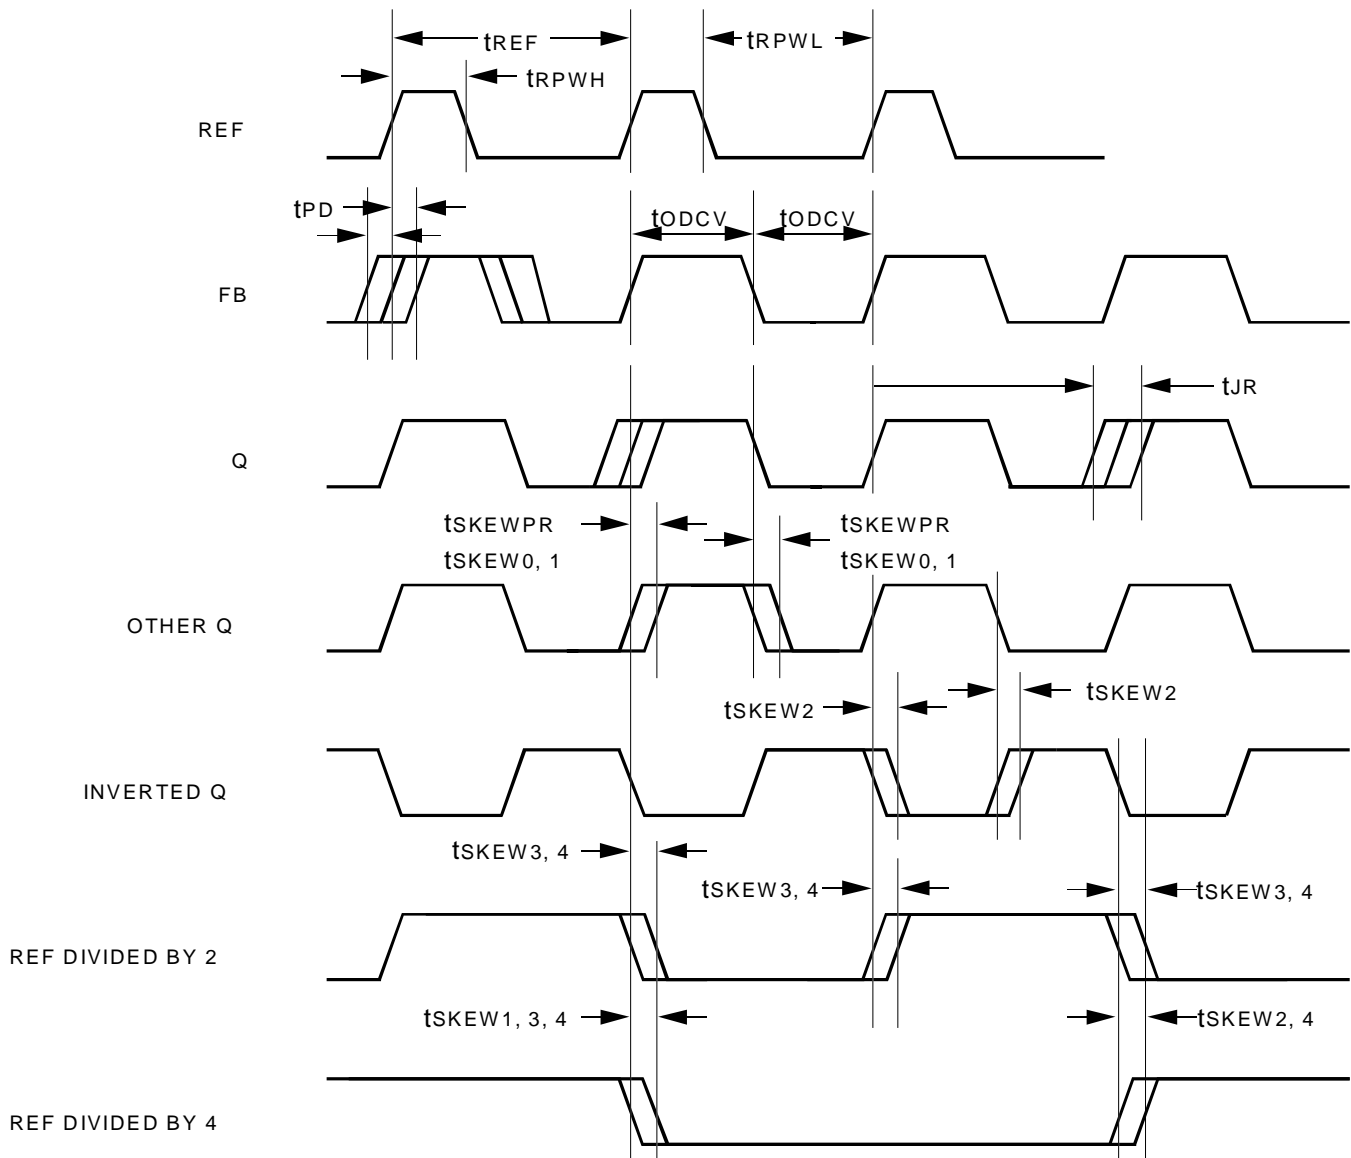 tREF
tRPWL
tRPWH
REF
tPD
tODCV
tODCV
FB
tJR
Q
tSKEWPR
tSKEW0, 1
tSKEWPR
tSKEW0, 1
OTHER Q
tSKEW2
tSKEW2
INVERTED Q
tSKEW3, 4
tSKEW3, 4
tSKEW3, 4
REF DIVIDED BY 2
tSKEW1, 3, 4
tSKEW2, 4
REF DIVIDED BY 4